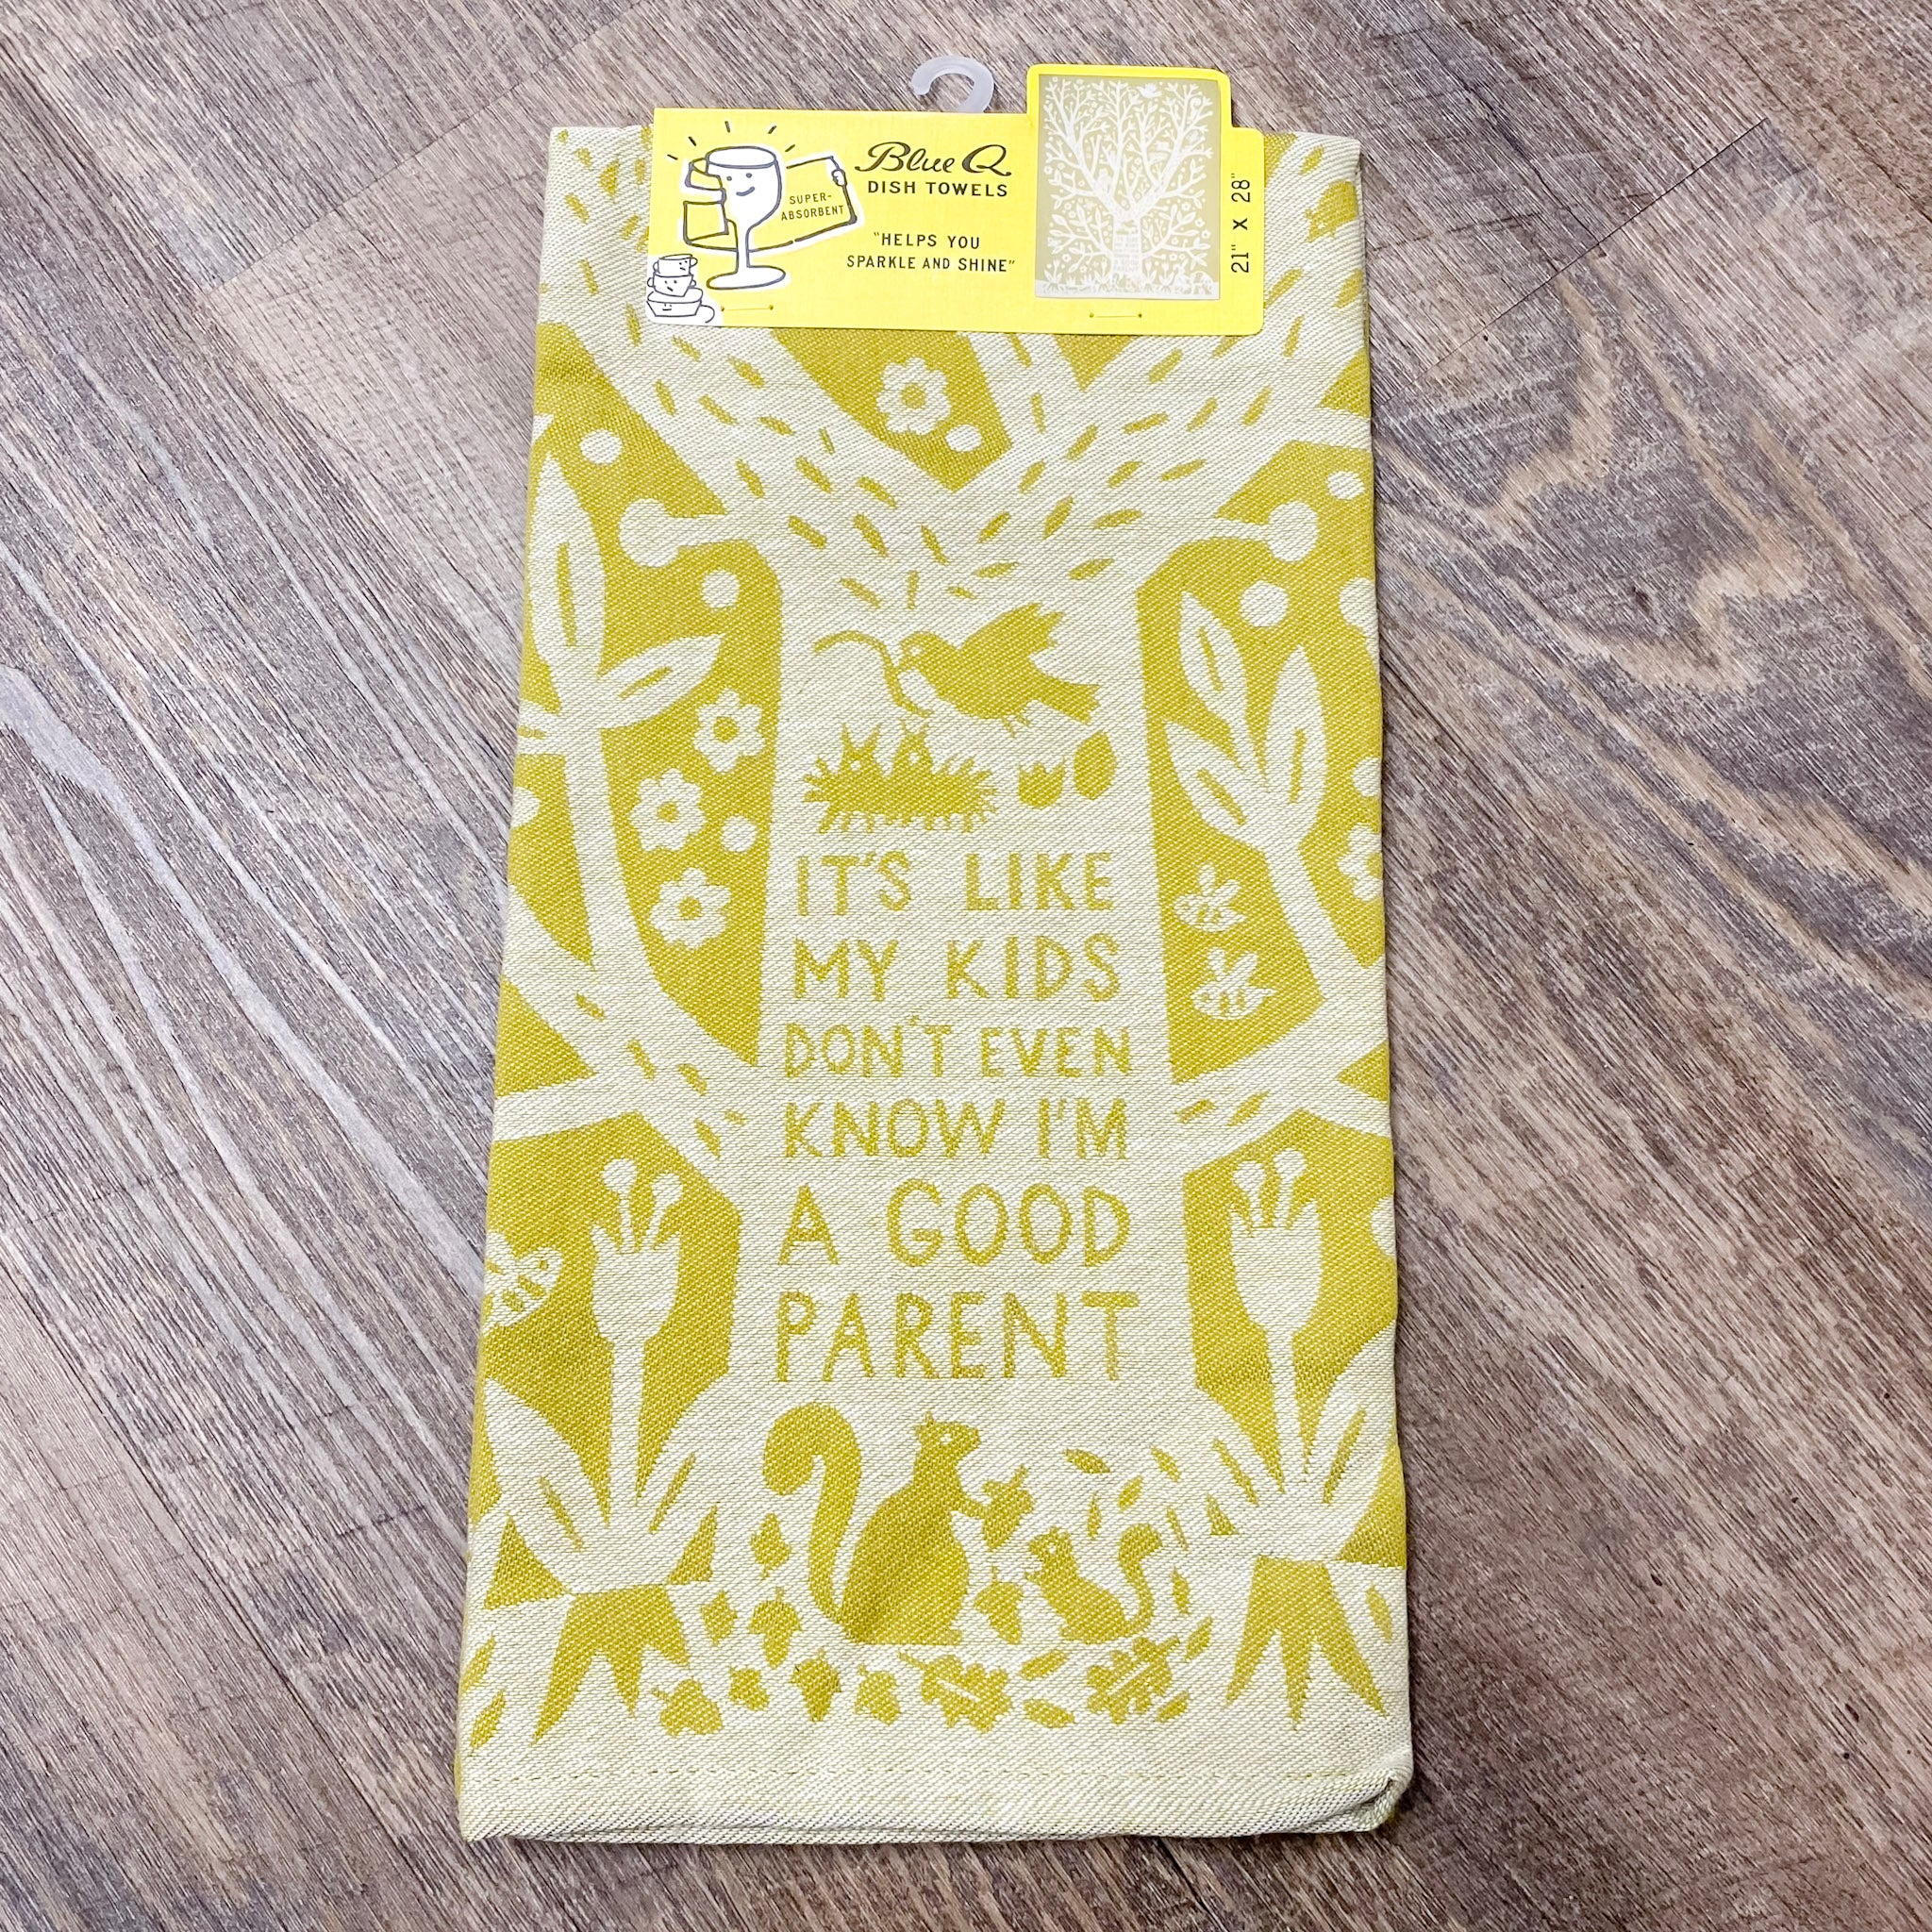 Blue Q
DISH TOWELS
SUPER-
ABSORBENT
"HELPS YOU
SPARKLE AND SHINE"
21" X 28"
IT'S LIKE
MY KIDS
DON'T EVEN
KNOW I'M
A GOOD
PARENT